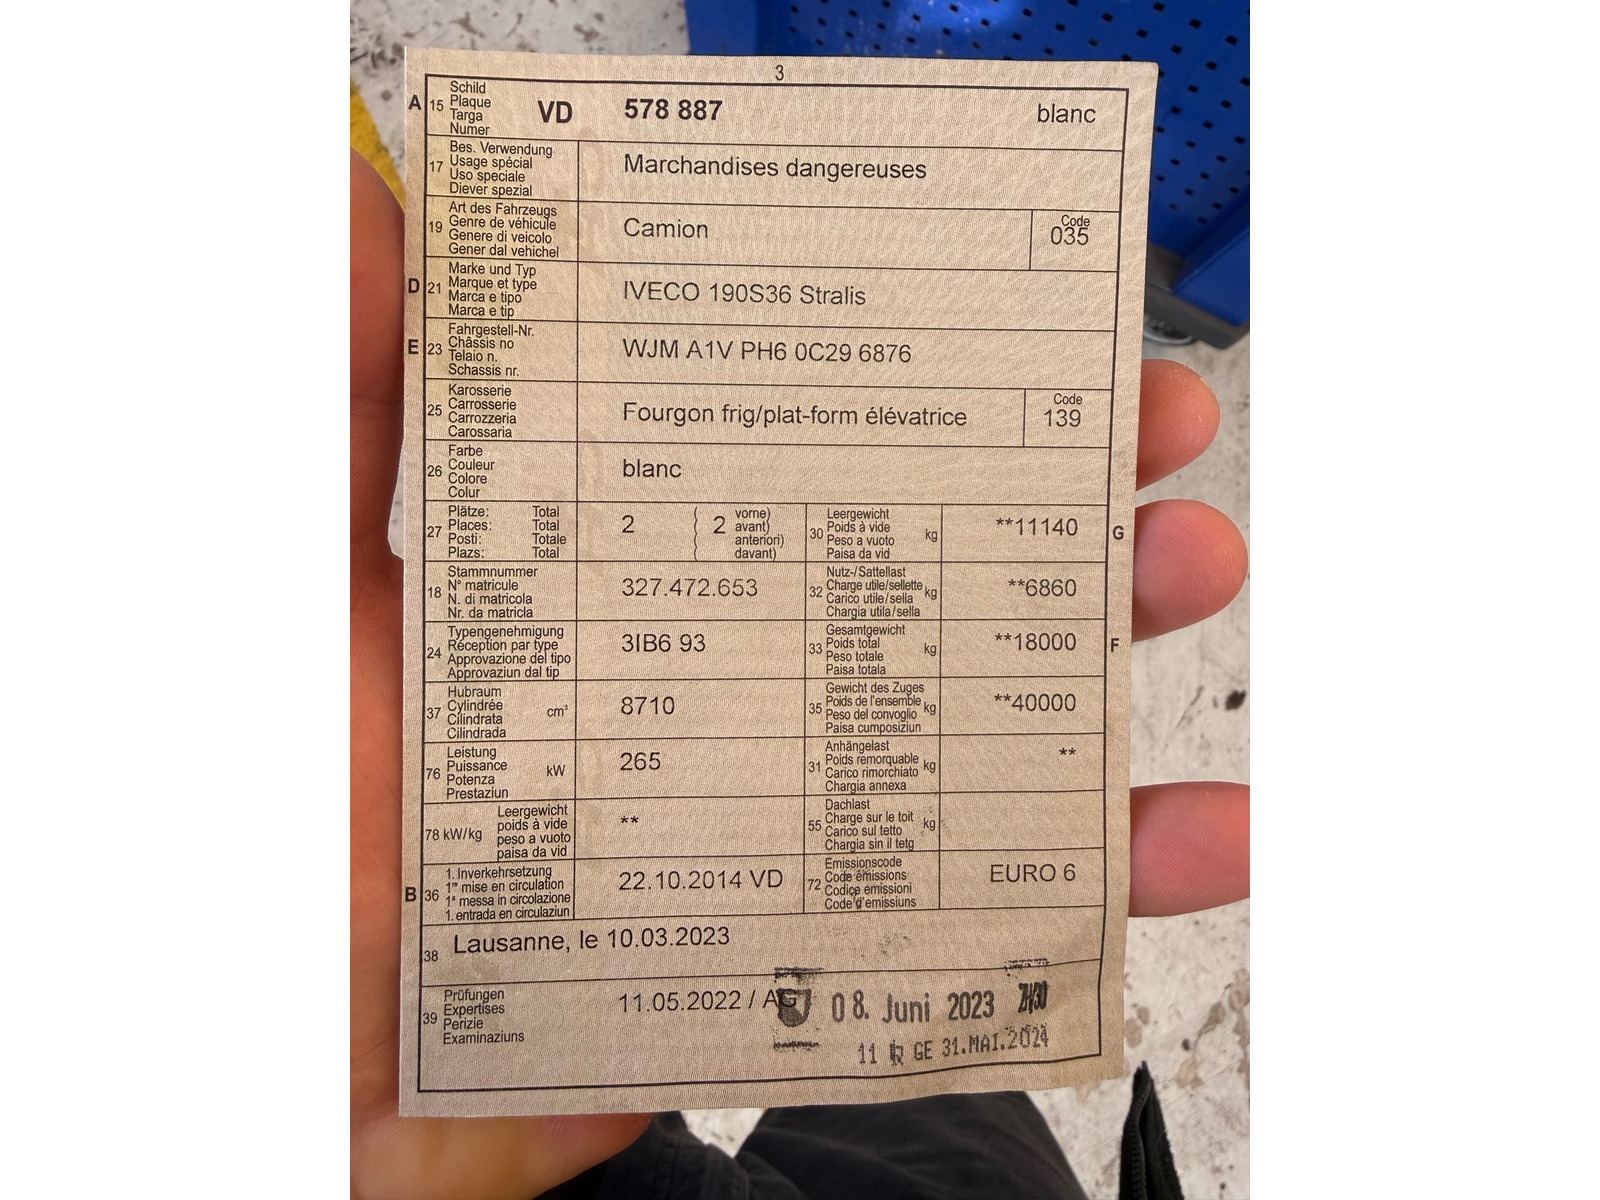 3
A 15 Schild
Plaque
Targa
Numer
VD 578 887 blanc
17 Bes. Verwendung
Usage spécial
Uso speciale
Diever spezial
Marchandises dangereuses
19 Art des Fahrzeugs
Genre de véhicule
Genere di veicolo
Gener dal vehichel
Camion
Code
035
D 21 Marke und Typ
Marque et type
Marca e tipo
Marca e tip
IVECO 190S36 Stralis
E 23 Fahrgestell-Nr.
Châssis no
Telaio n.
Schassis nr.
WJM A1V PH6 0C29 6876
25 Karosserie
Carrosserie
Carrozzeria
Carossaria
Fourgon frig/plat-form élévatrice
Code
139
26 Farbe
Couleur
Colore
Colur
blanc
27 Plätze: Total
Places: Total
Posti: Totale
Plazs: Total
2 ( 2 vorne)
avant)
anteriori)
davant)
30 Leergewicht
Poids à vide
Peso a vuoto
Paisa da vid
kg **11140 G
18 Stammnummer
N° matricule
N. di matricola
Nr. da matricla
327.472.653
32 Nutz-/Sattellast
Charge utile/sellette
Carico utile/sella
Chargia utila/sella
kg **6860
24 Typengenehmigung
Réception par type
Approvazione del tipo
Approvaziun dal tip
3IB6 93
33 Gesamtgewicht
Poids total
Peso totale
Paisa totala
kg **18000 F
37 Hubraum
Cylindrée
Cilindrata
Cilindrada
cm³ 8710
35 Gewicht des Zuges
Poids de l'ensemble
Peso del convoglio
Paisa cumposiziun
kg **40000
76 Leistung
Puissance
Potenza
Prestaziun
kW 265
31 Anhängelast
Poids remorquable
Carico rimorchiato
Chargia annexa
kg **
78 kW/kg Leergewicht
poids à vide
peso a vuoto
paisa da vid
**
55 Dachlast
Charge sur le toit
Carico sul tetto
Chargia sin il tetg
kg
B 36 1. Inverkehrsetzung
1re mise en circulation
1a messa in circolazione
1. entrada en circulaziun
22.10.2014 VD
72 Emissionscode
Code émissions
Codice emissioni
Code d'emissiuns
EURO 6
38 Lausanne, le 10.03.2023
39 Prüfungen
Expertises
Perizie
Examinaziuns
11.05.2022 / AG
08. Juni 2023 ZH30
11 GE 31.MAI.2024